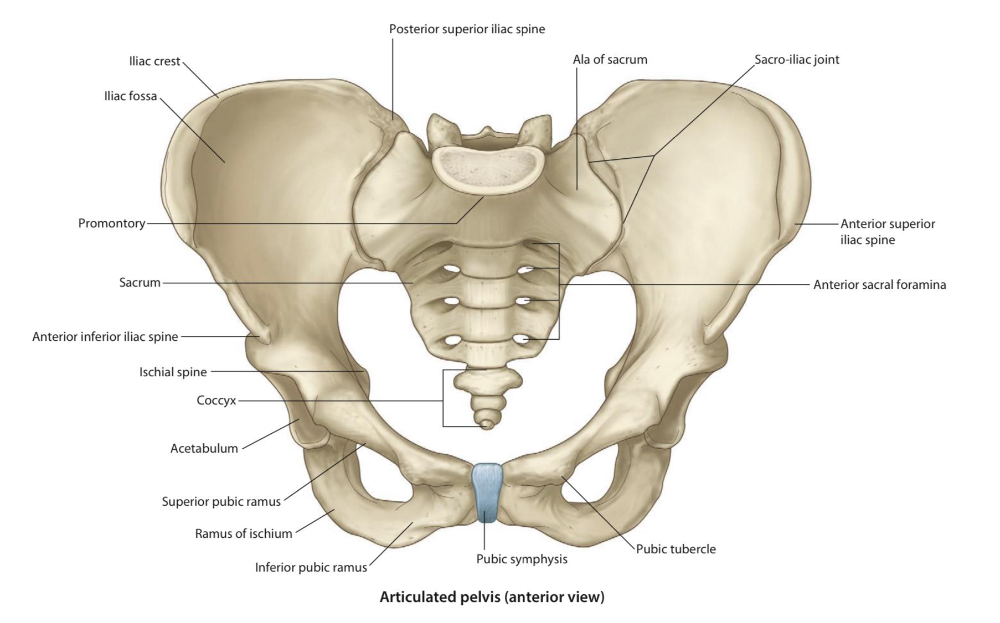 Posterior superior iliac spine
Iliac crest
Ala of sacrum
Sacro-iliac joint
Iliac fossa
Promontory
Anterior superior
iliac spine
Sacrum
Anterior sacral foramina
Anterior inferior iliac spine
Ischial spine
Coccyx
Acetabulum
Superior pubic ramus
Ramus of ischium
Pubic tubercle
Pubic symphysis
Inferior pubic ramus
Articulated pelvis (anterior view)